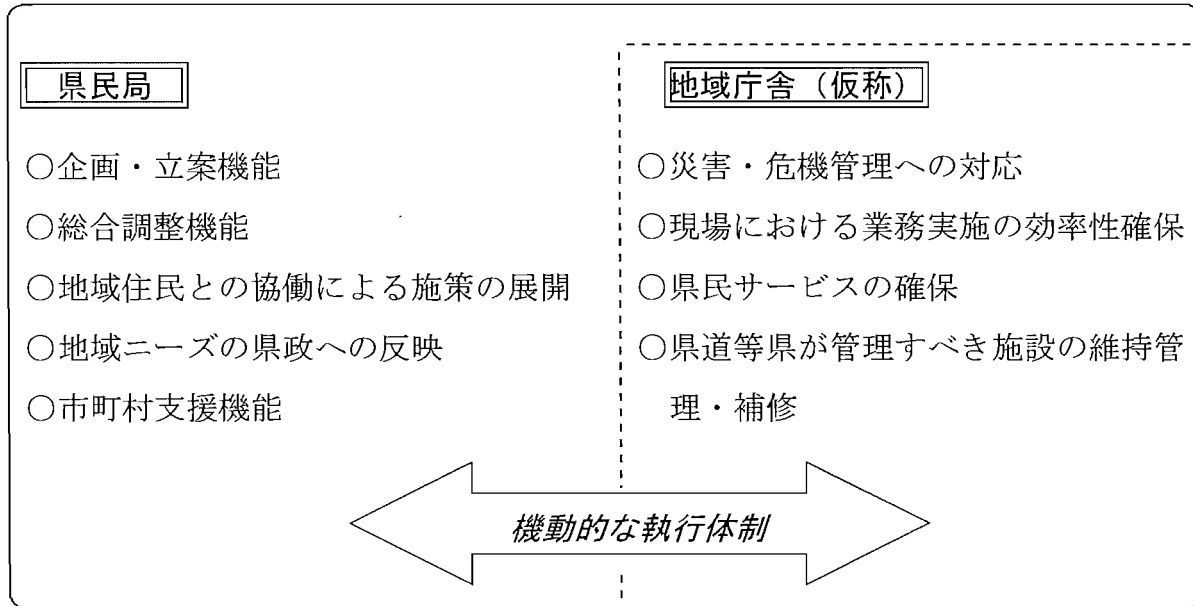 県民局
○企画・立案機能
○総合調整機能
○地域住民との協働による施策の展開
○地域ニーズの県政への反映
○市町村支援機能
地域庁舎（仮称）
○災害・危機管理への対応
○現場における業務実施の効率性確保
○県民サービスの確保
○県道等県が管理すべき施設の維持管
理・補修
機動的な執行体制